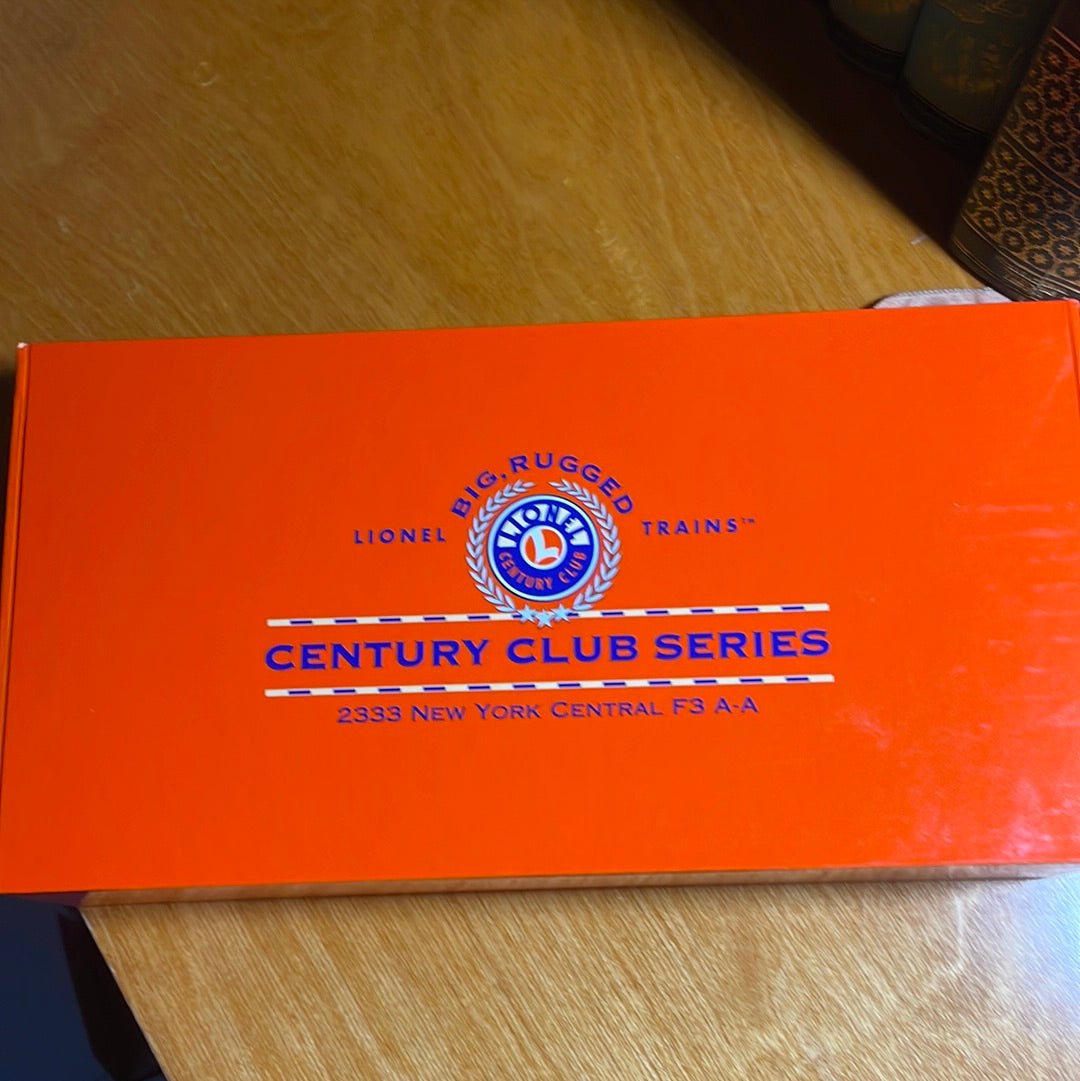 BIG, RUGGED
LIONEL TRAINS™
LIONEL
L
CENTURY CLUB
CENTURY CLUB SERIES
2333 NEW YORK CENTRAL F3 A-A